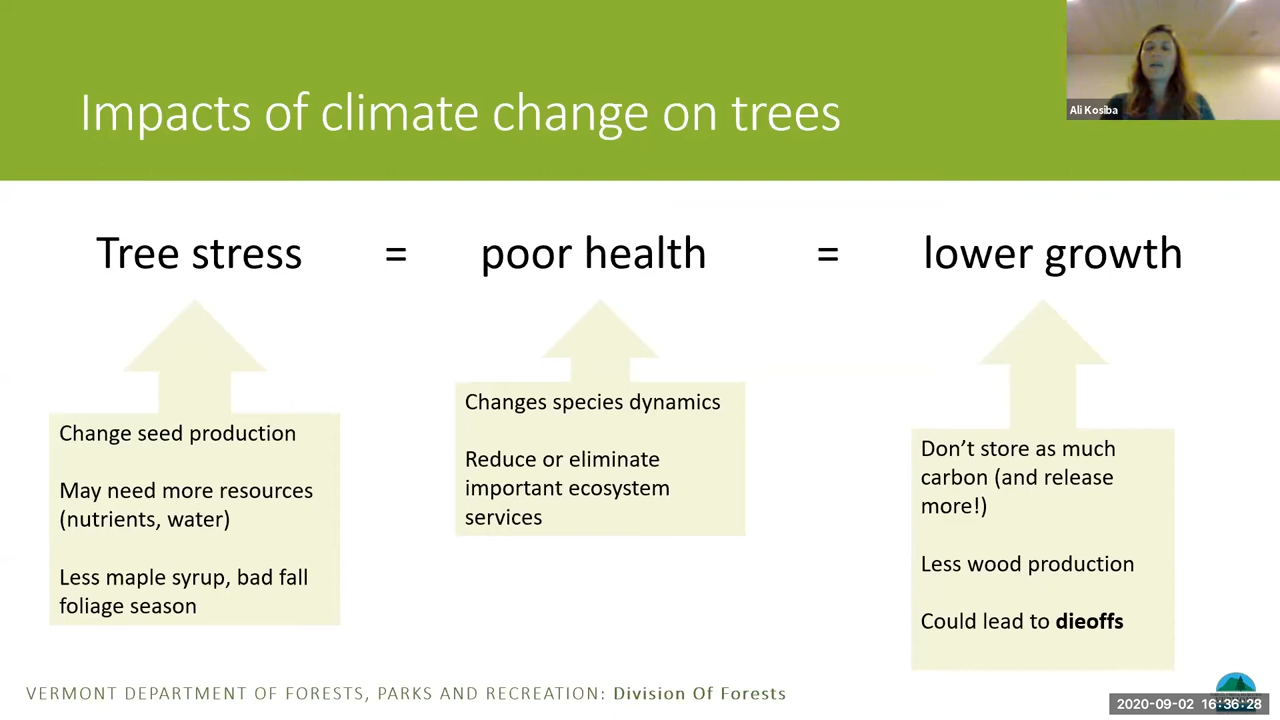 Impacts of climate change on trees
Ali Kosiba
Tree stress = poor health = lower growth
Change seed production
May need more resources
(nutrients, water)
Less maple syrup, bad fall
foliage season
Changes species dynamics
Reduce or eliminate
important ecosystem
services
Don’t store as much
carbon (and release
more!)
Less wood production
Could lead to dieoffs
VERMONT DEPARTMENT OF FORESTS, PARKS AND RECREATION: Division Of Forests
2020-09-02 16:36:28